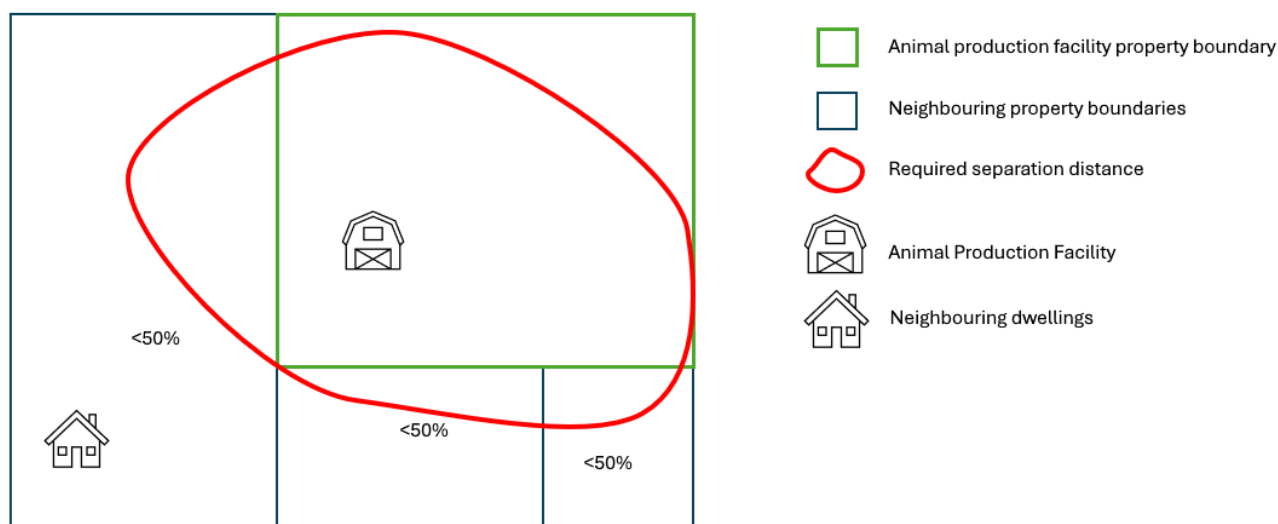 Animal production facility property boundary
Neighbouring property boundaries
Required separation distance
Animal Production Facility
Neighbouring dwellings
<50%
<50%
<50%